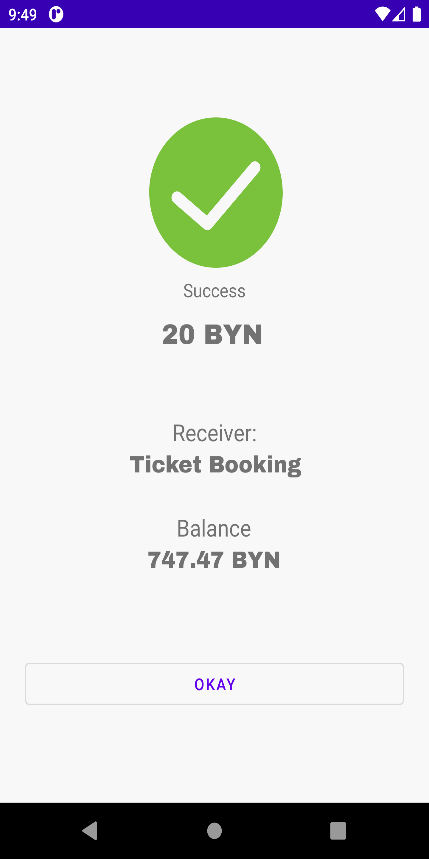 9:49
Success
20 BYN
Receiver:
Ticket Booking
Balance
747.47 BYN
OKAY